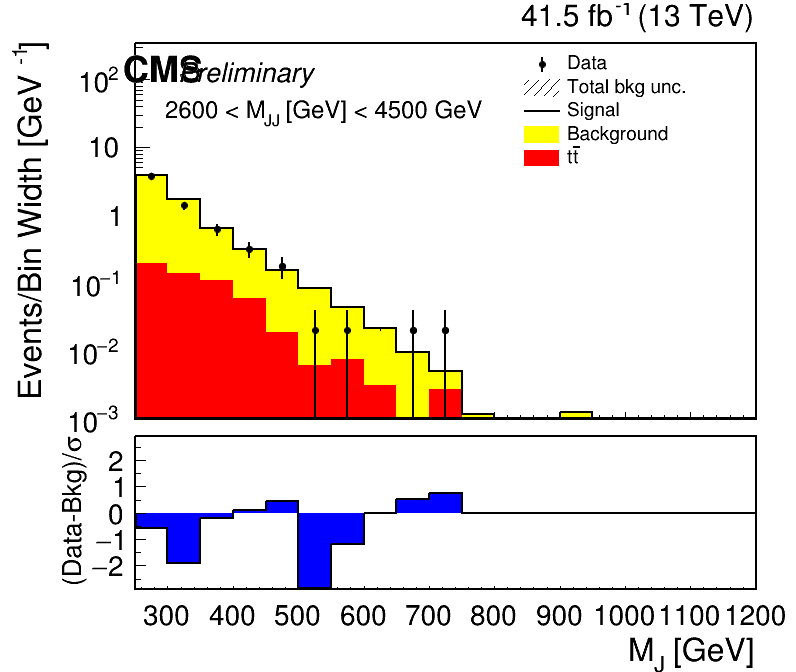 41.5 fb⁻¹ (13 TeV)
CMS Preliminary
2600 < M_JJ [GeV] < 4500 GeV
Data
Total bkg unc.
Signal
Background
tt̅
Events/Bin Width [GeV⁻¹]
10²
10
1
10⁻¹
10⁻²
10⁻³
(Data-Bkg)/σ
2
1
0
−1
−2
300 400 500 600 700 800 900 1000 1100 1200
M_J [GeV]